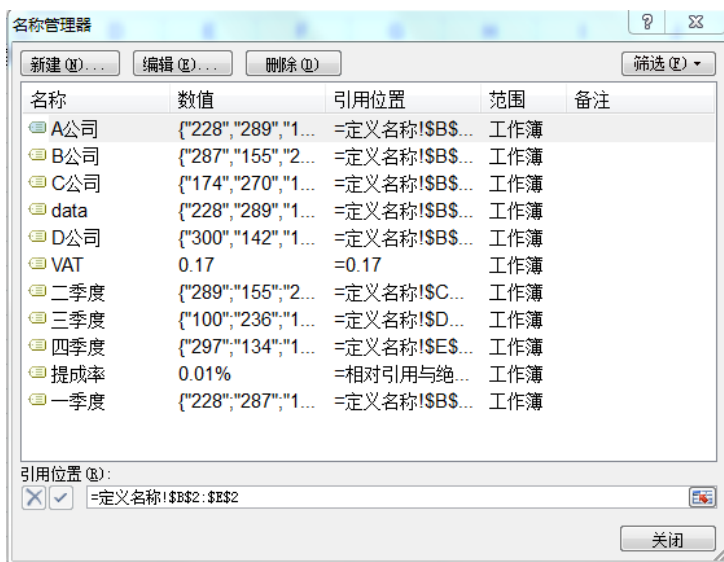 名称管理器
新建(N)... 编辑(E)... 删除(D) 筛选(F)
名称 数值 引用位置 范围 备注
A公司 {"228","289","1... =定义名称!$B$... 工作簿
B公司 {"287","155","2... =定义名称!$B$... 工作簿
C公司 {"174","270","1... =定义名称!$B$... 工作簿
data {"228","289","1... =定义名称!$B$... 工作簿
D公司 {"300","142","1... =定义名称!$B$... 工作簿
VAT 0.17 =0.17 工作簿
二季度 {"289";"155";"2... =定义名称!$C... 工作簿
三季度 {"100";"236";"1... =定义名称!$D... 工作簿
四季度 {"297";"134";"1... =定义名称!$E$... 工作簿
提成率 0.01% =相对引用与绝... 工作簿
一季度 {"228";"287";"1... =定义名称!$B$... 工作簿
引用位置(R):
=定义名称!$B$2:$E$2
关闭